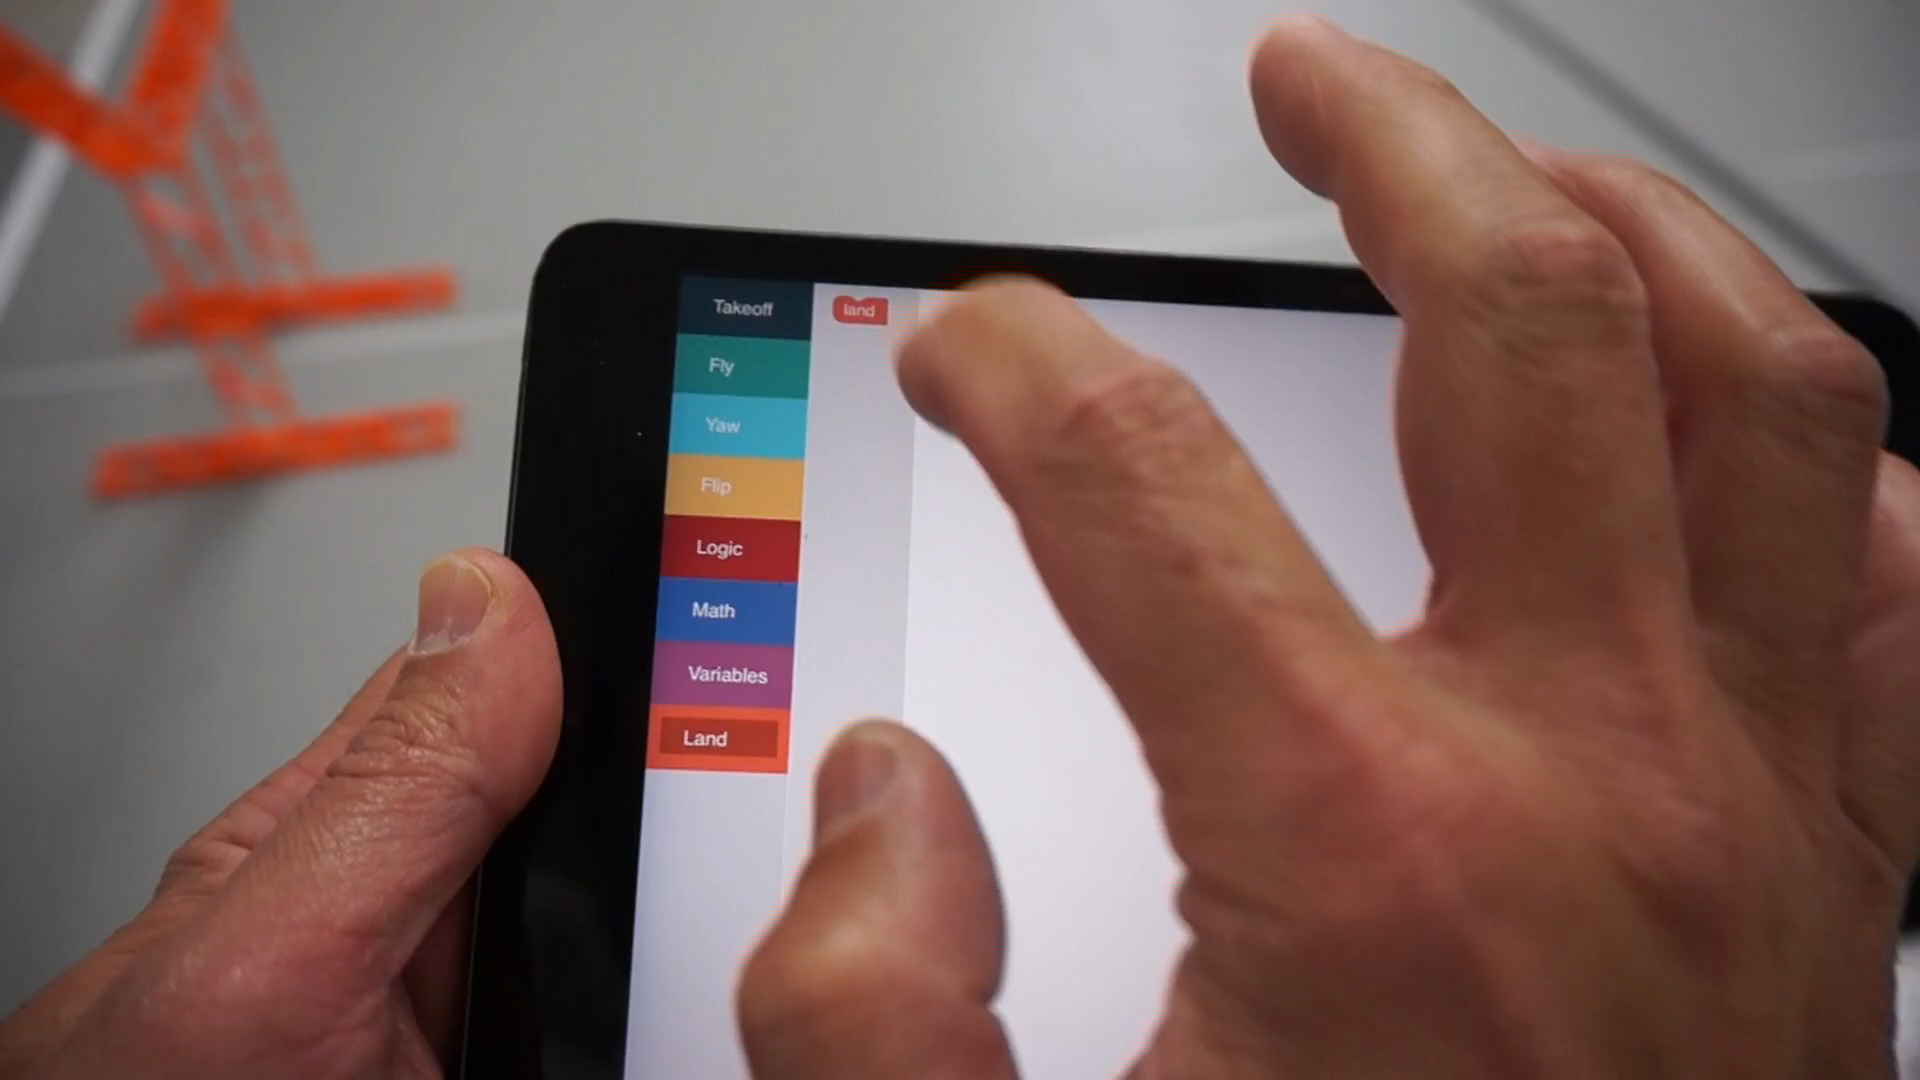 Takeoff
land
Fly
Yaw
Flip
Logic
Math
Variables
Land